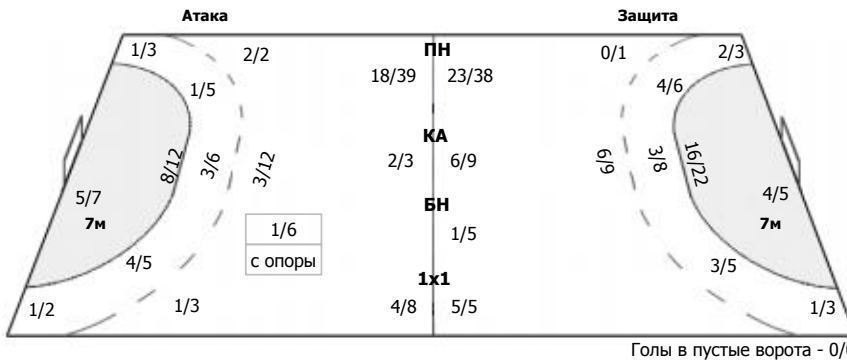 Атака Защита
1/3 2/2 ПН 0/1 2/3
18/39 23/38
1/5 4/6
КА
8/12 3/6 3/12 2/3 6/9 6/9 3/8 16/22
5/7 4/5
7м БН 7м
1/6 1/5
с опоры
4/5 3/5
1x1
1/2 1/3 4/8 5/5 1/3
Голы в пустые ворота - 0/